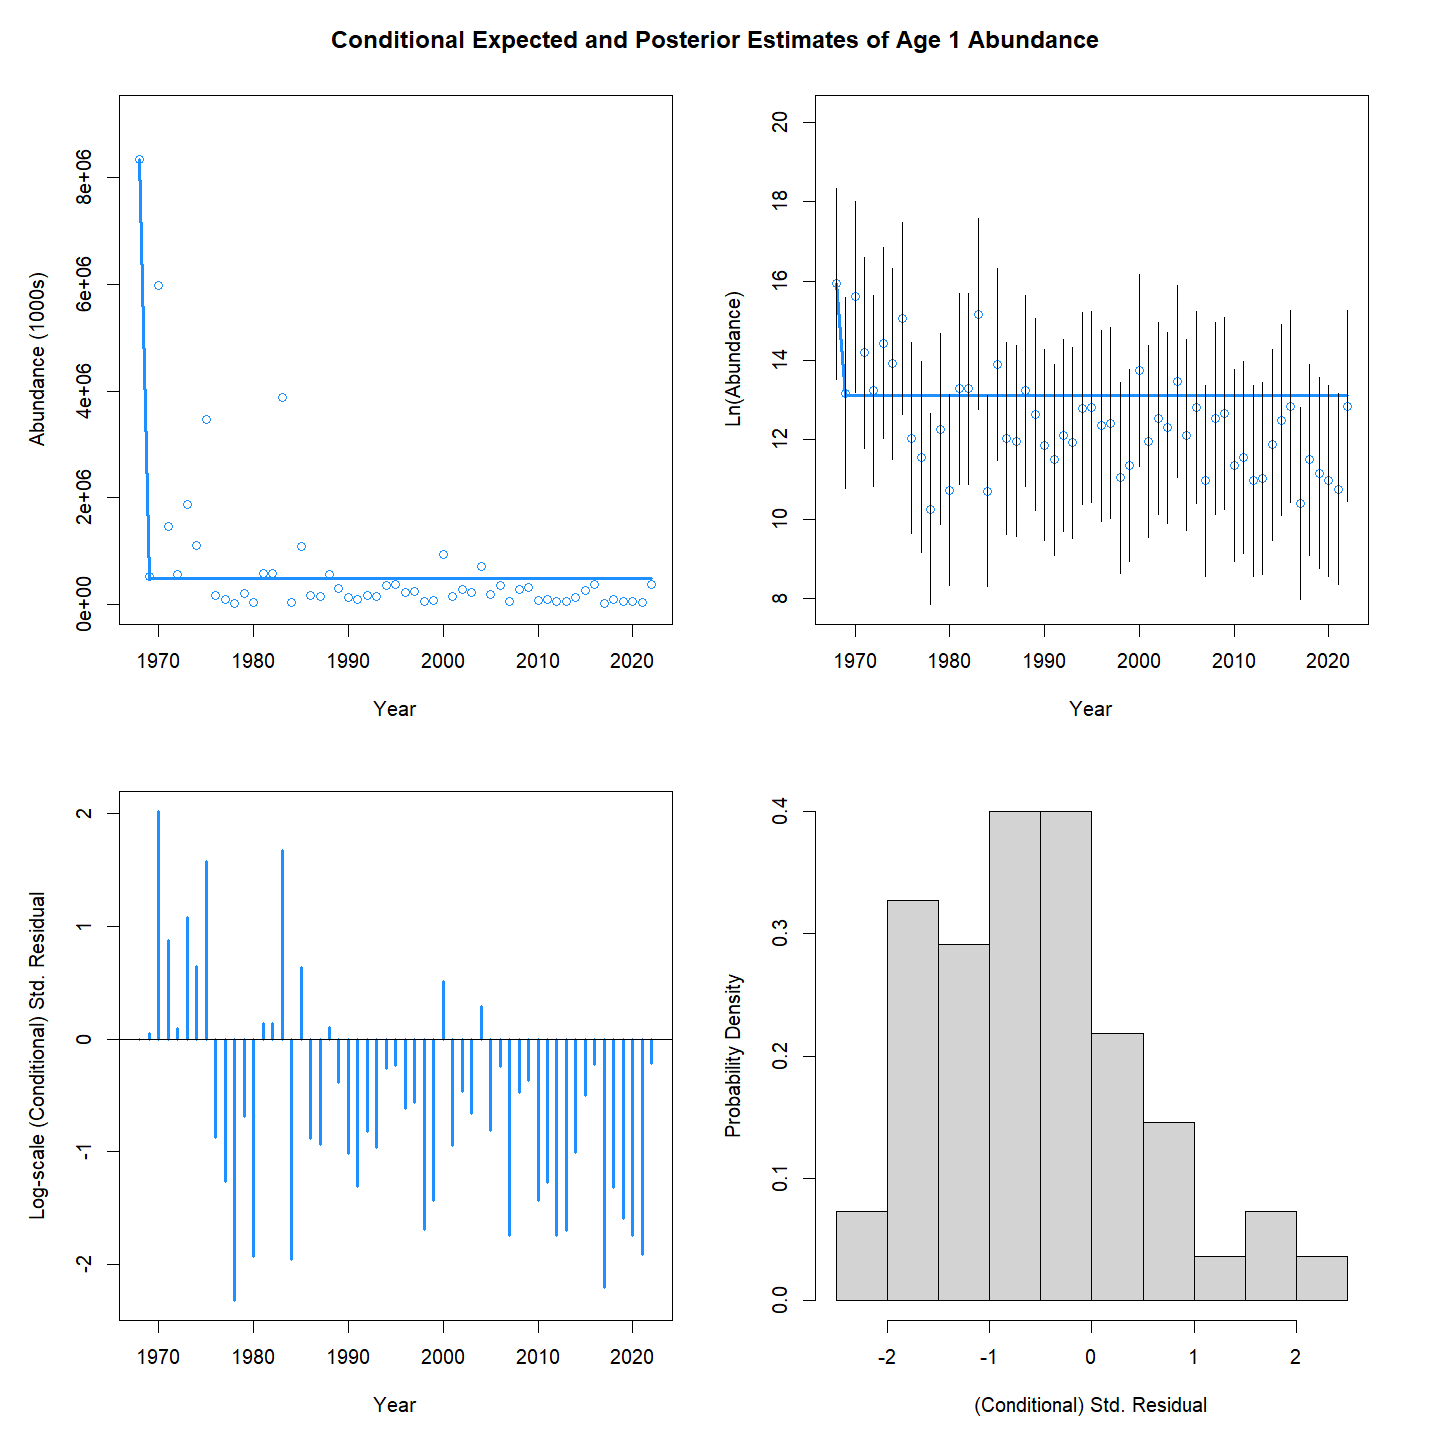 Conditional Expected and Posterior Estimates of Age 1 Abundance
Abundance (1000s)
8e+06
6e+06
4e+06
2e+06
0e+00
1970 1980 1990 2000 2010 2020
Year
Ln(Abundance)
20
18
16
14
12
10
8
1970 1980 1990 2000 2010 2020
Year
Log-scale (Conditional) Std. Residual
2
1
0
-1
-2
1970 1980 1990 2000 2010 2020
Year
Probability Density
0.4
0.3
0.2
0.1
0.0
-2 -1 0 1 2
(Conditional) Std. Residual